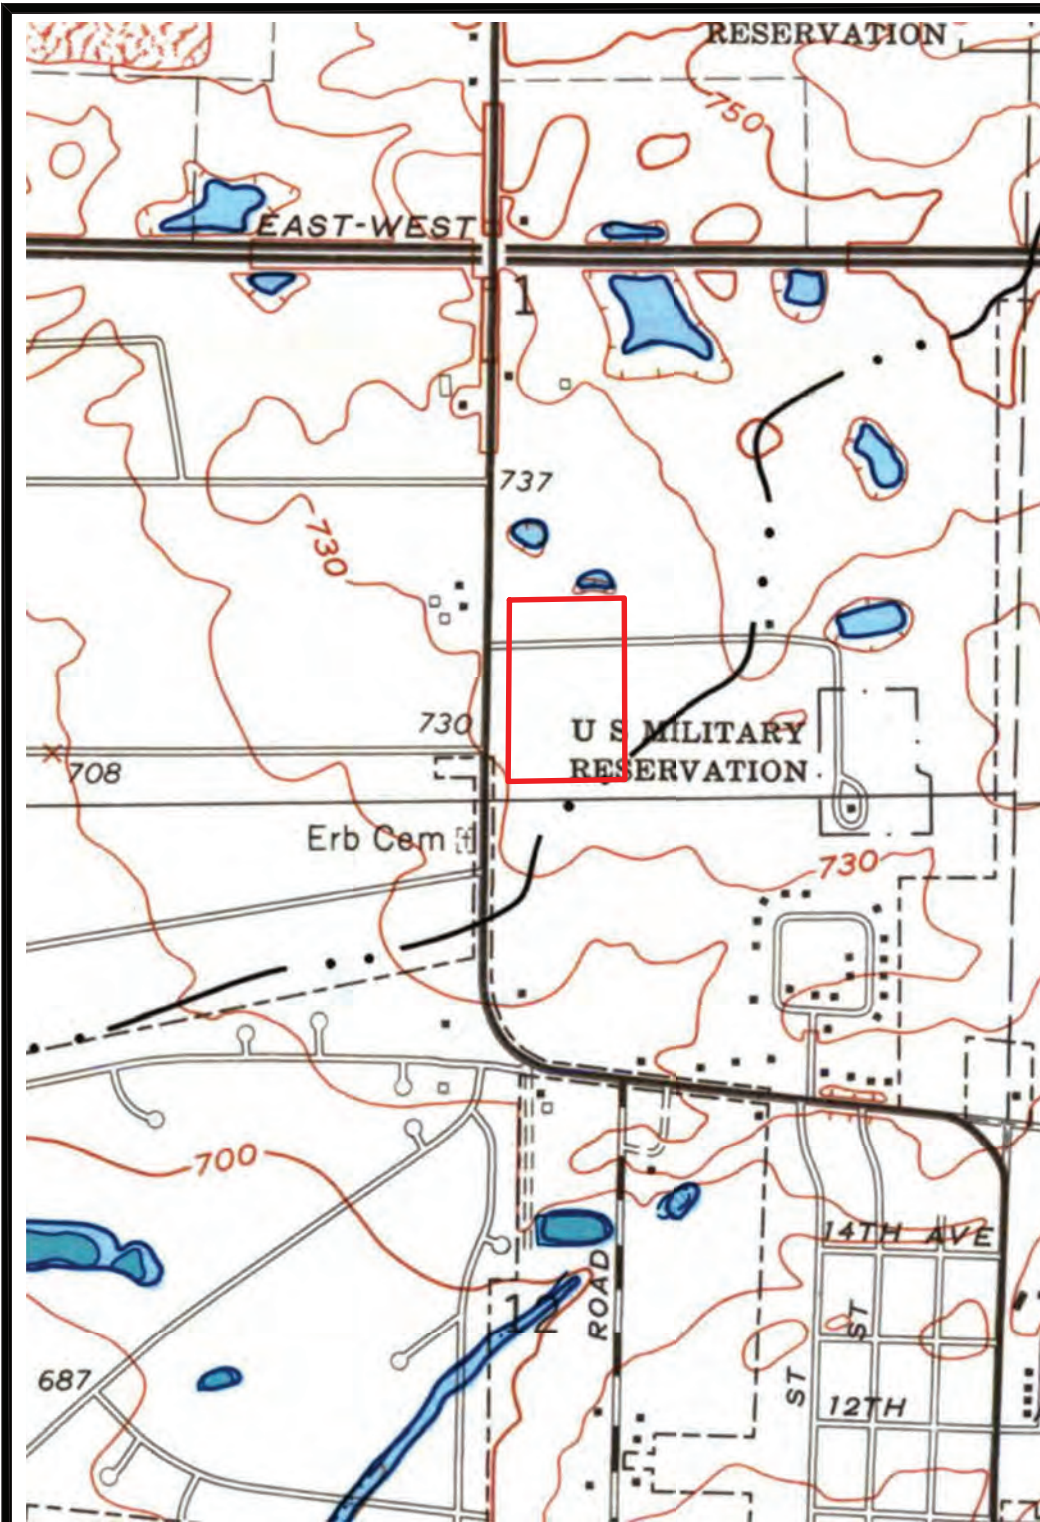 RESERVATION
750
EAST-WEST
1
737
730
730
U S MILITARY
RESERVATION
708
Erb Cem
730
700
14TH AVE
ROAD
12
ST
687
ST
12TH